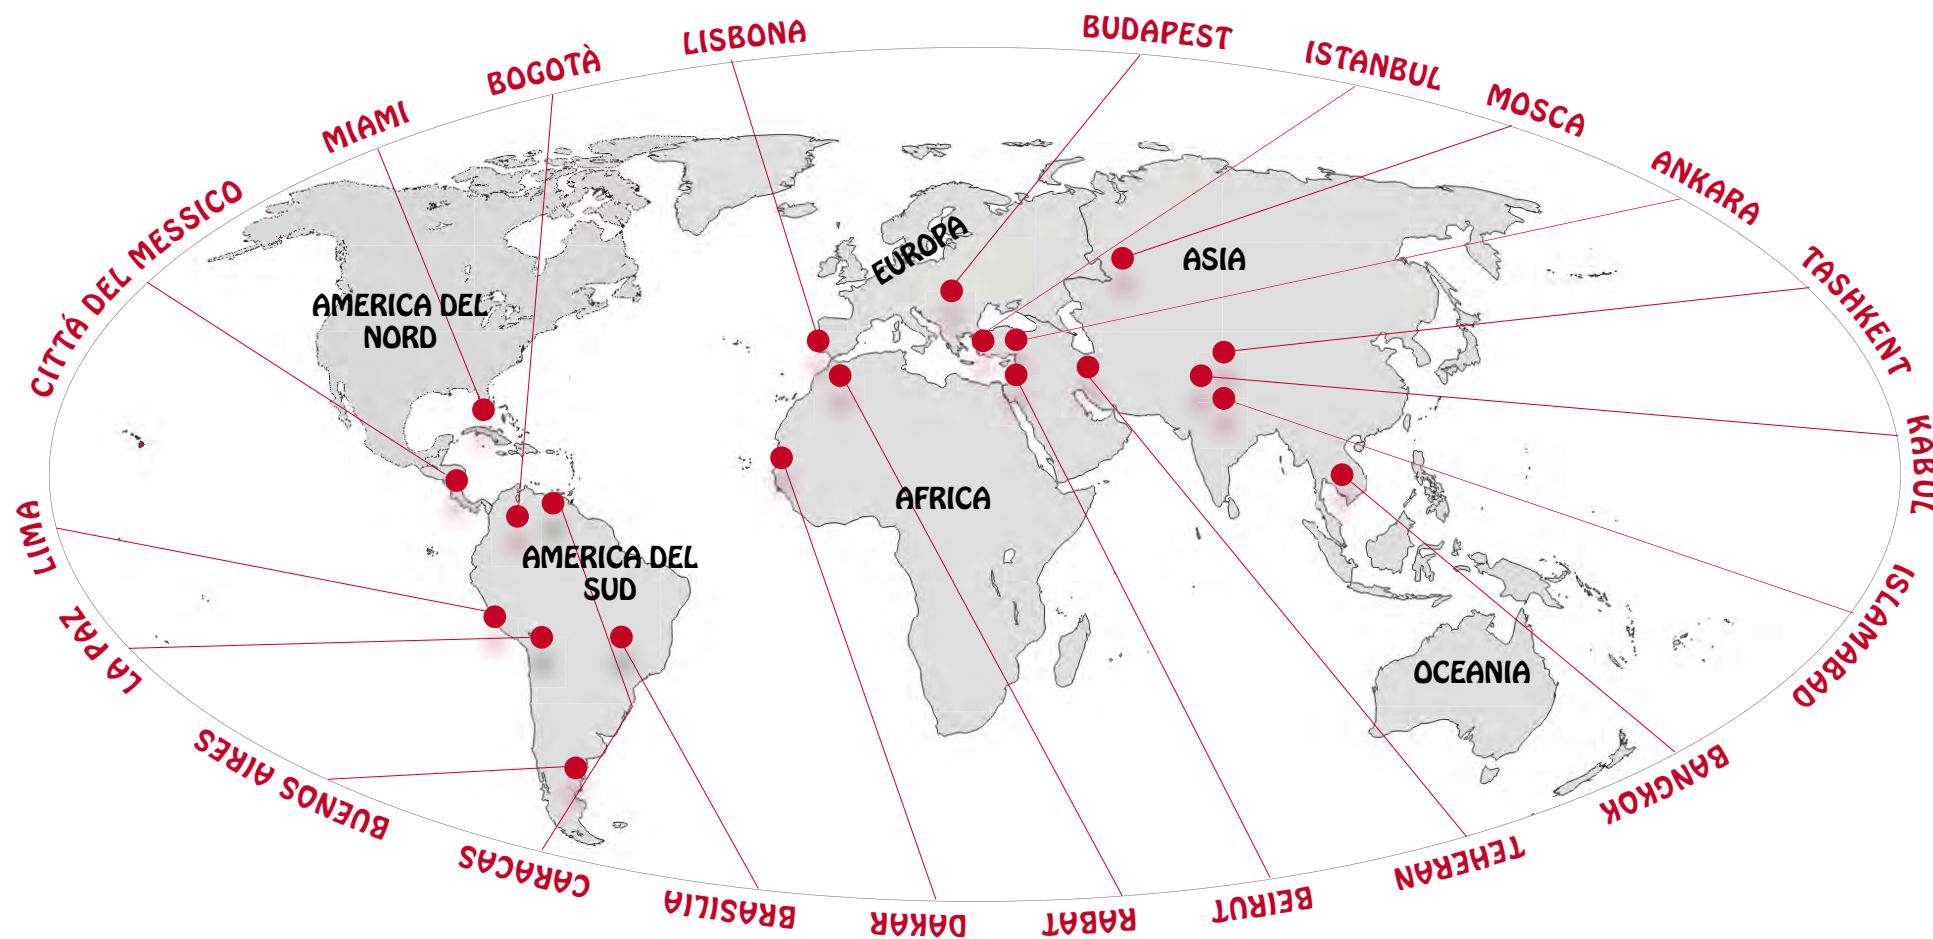 LISBONA
BUDAPEST
BOGOTÀ
ISTANBUL
MIAMI
MOSCA
CITTÁ DEL MESSICO
ANKARA
EUROPA
ASIA
TASHKENT
AMERICA DEL
NORD
KABUL
AFRICA
LIMA
AMERICA DEL
SUD
ISLAMABAD
LA PAZ
OCEANIA
BUENOS AIRES
BANGKOK
CARACAS
TEHERAN
BRASILIA
DAKAR
RABAT
BEIRUT